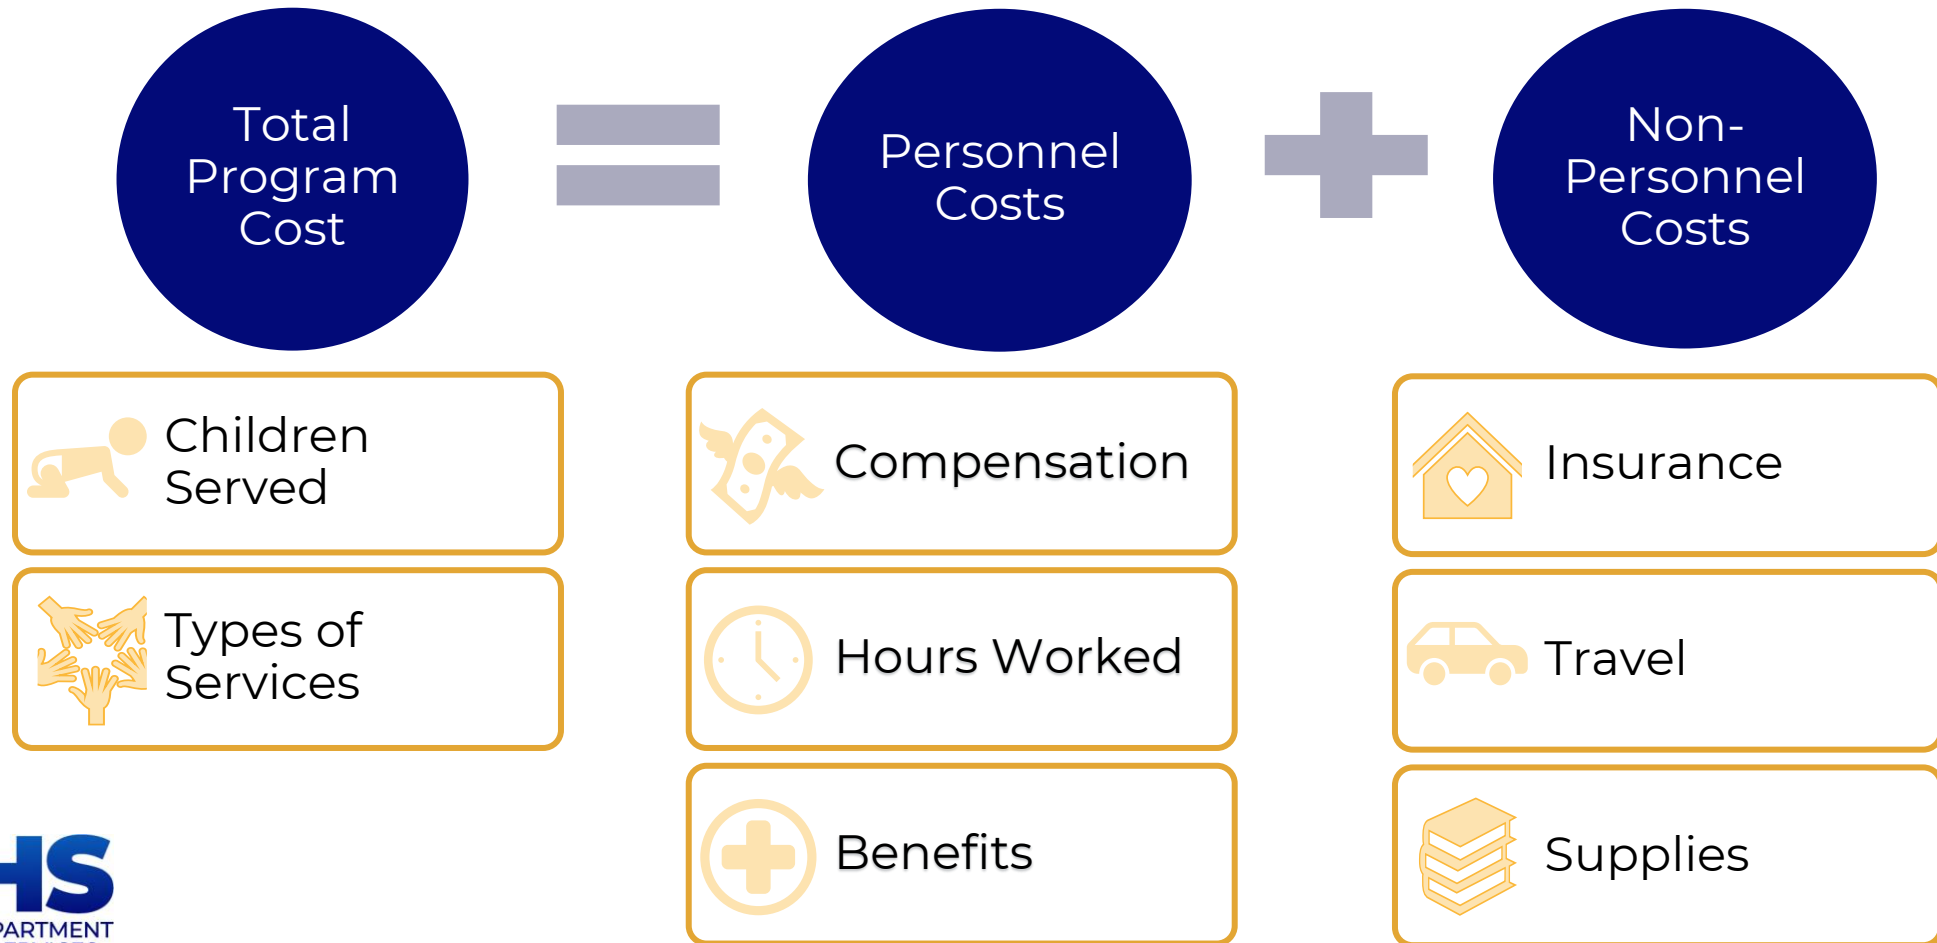 Total
Program
Cost
Personnel
Costs
Non-
Personnel
Costs
Children
Served
Types of
Services
Compensation
Hours Worked
Benefits
Insurance
Travel
Supplies
HS